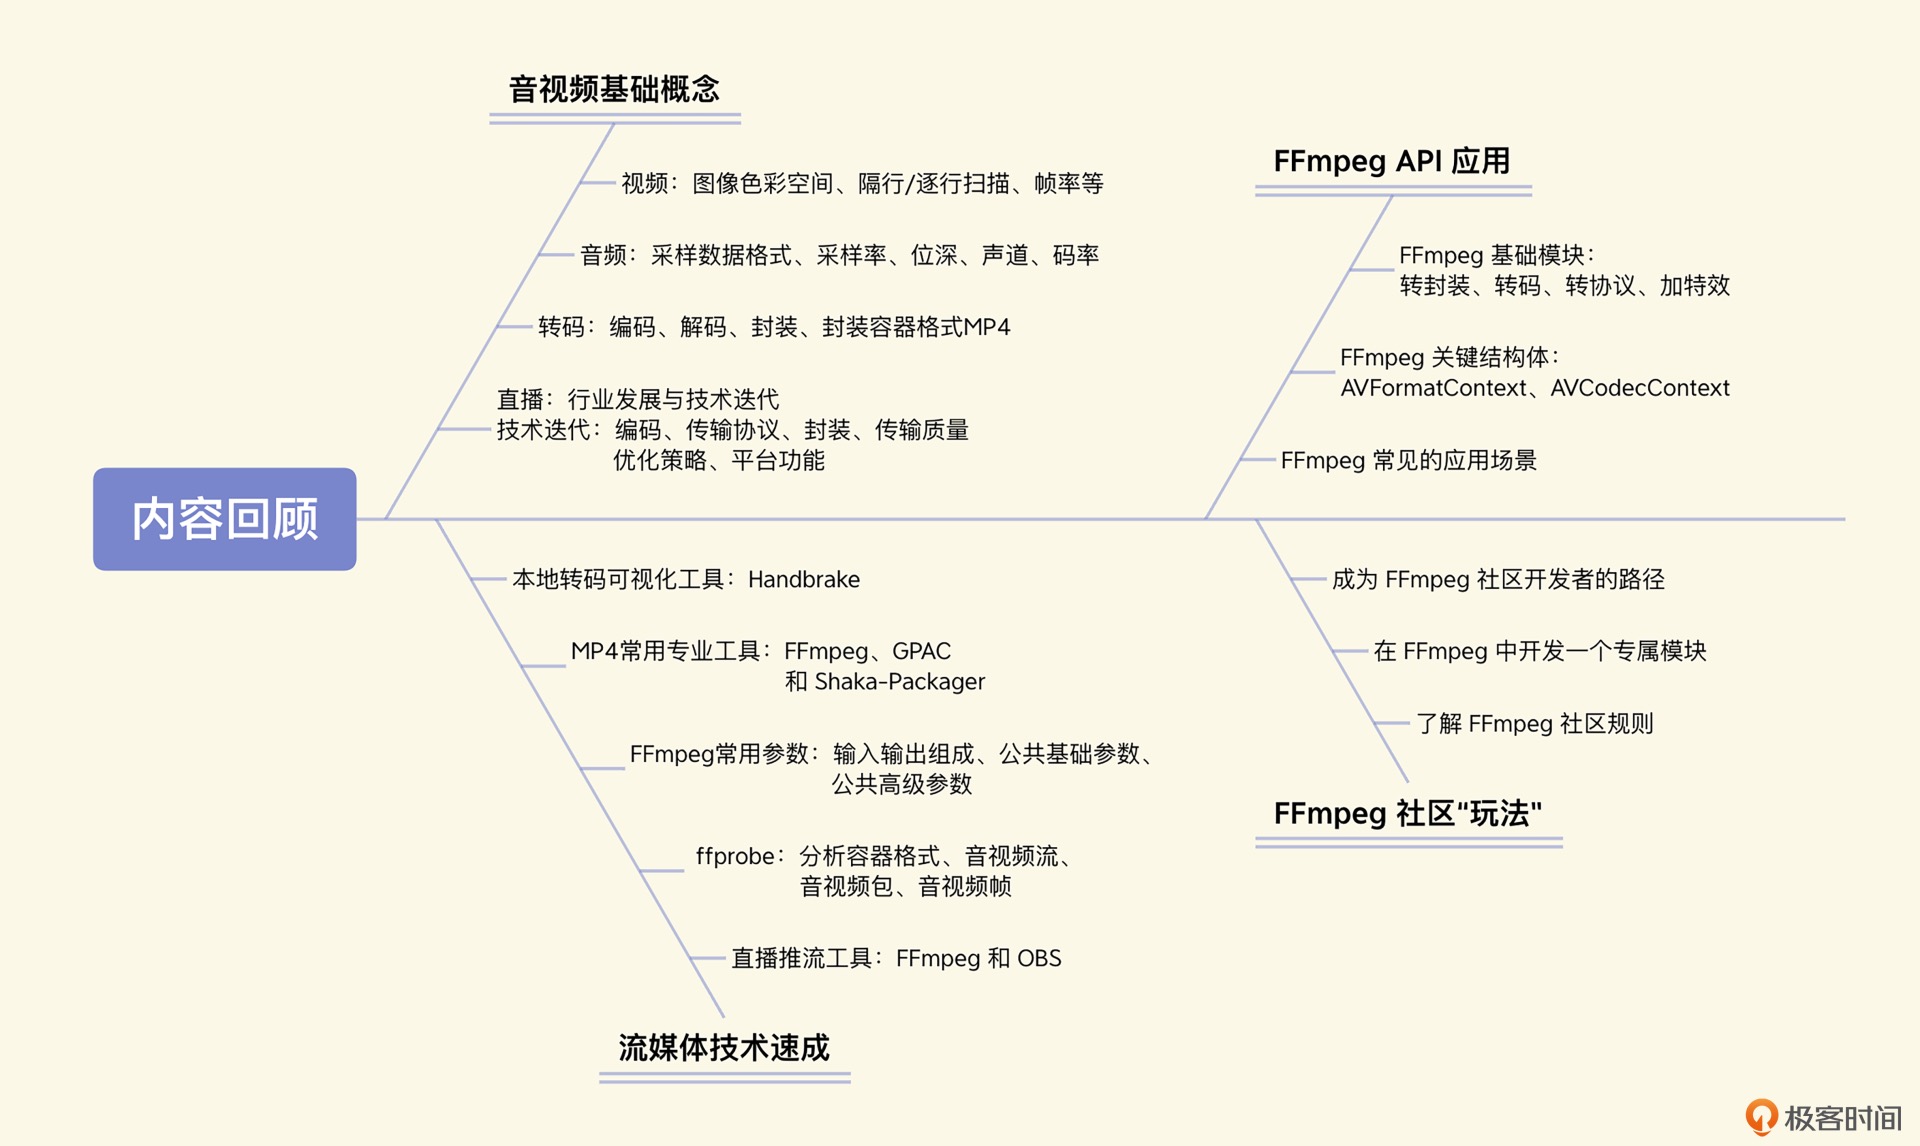 内容回顾
音视频基础概念
视频：图像色彩空间、隔行/逐行扫描、帧率等
音频：采样数据格式、采样率、位深、声道、码率
转码：编码、解码、封装、封装容器格式MP4
直播：行业发展与技术迭代
技术迭代：编码、传输协议、封装、传输质量
优化策略、平台功能
本地转码可视化工具：Handbrake
MP4常用专业工具：FFmpeg、GPAC
和 Shaka-Packager
FFmpeg常用参数：输入输出组成、公共基础参数、
公共高级参数
ffprobe：分析容器格式、音视频流、
音视频包、音视频帧
直播推流工具：FFmpeg 和 OBS
流媒体技术速成
FFmpeg API 应用
FFmpeg 基础模块：
转封装、转码、转协议、加特效
FFmpeg 关键结构体：
AVFormatContext、AVCodecContext
FFmpeg 常见的应用场景
成为 FFmpeg 社区开发者的路径
在 FFmpeg 中开发一个专属模块
了解 FFmpeg 社区规则
FFmpeg 社区“玩法"
极客时间